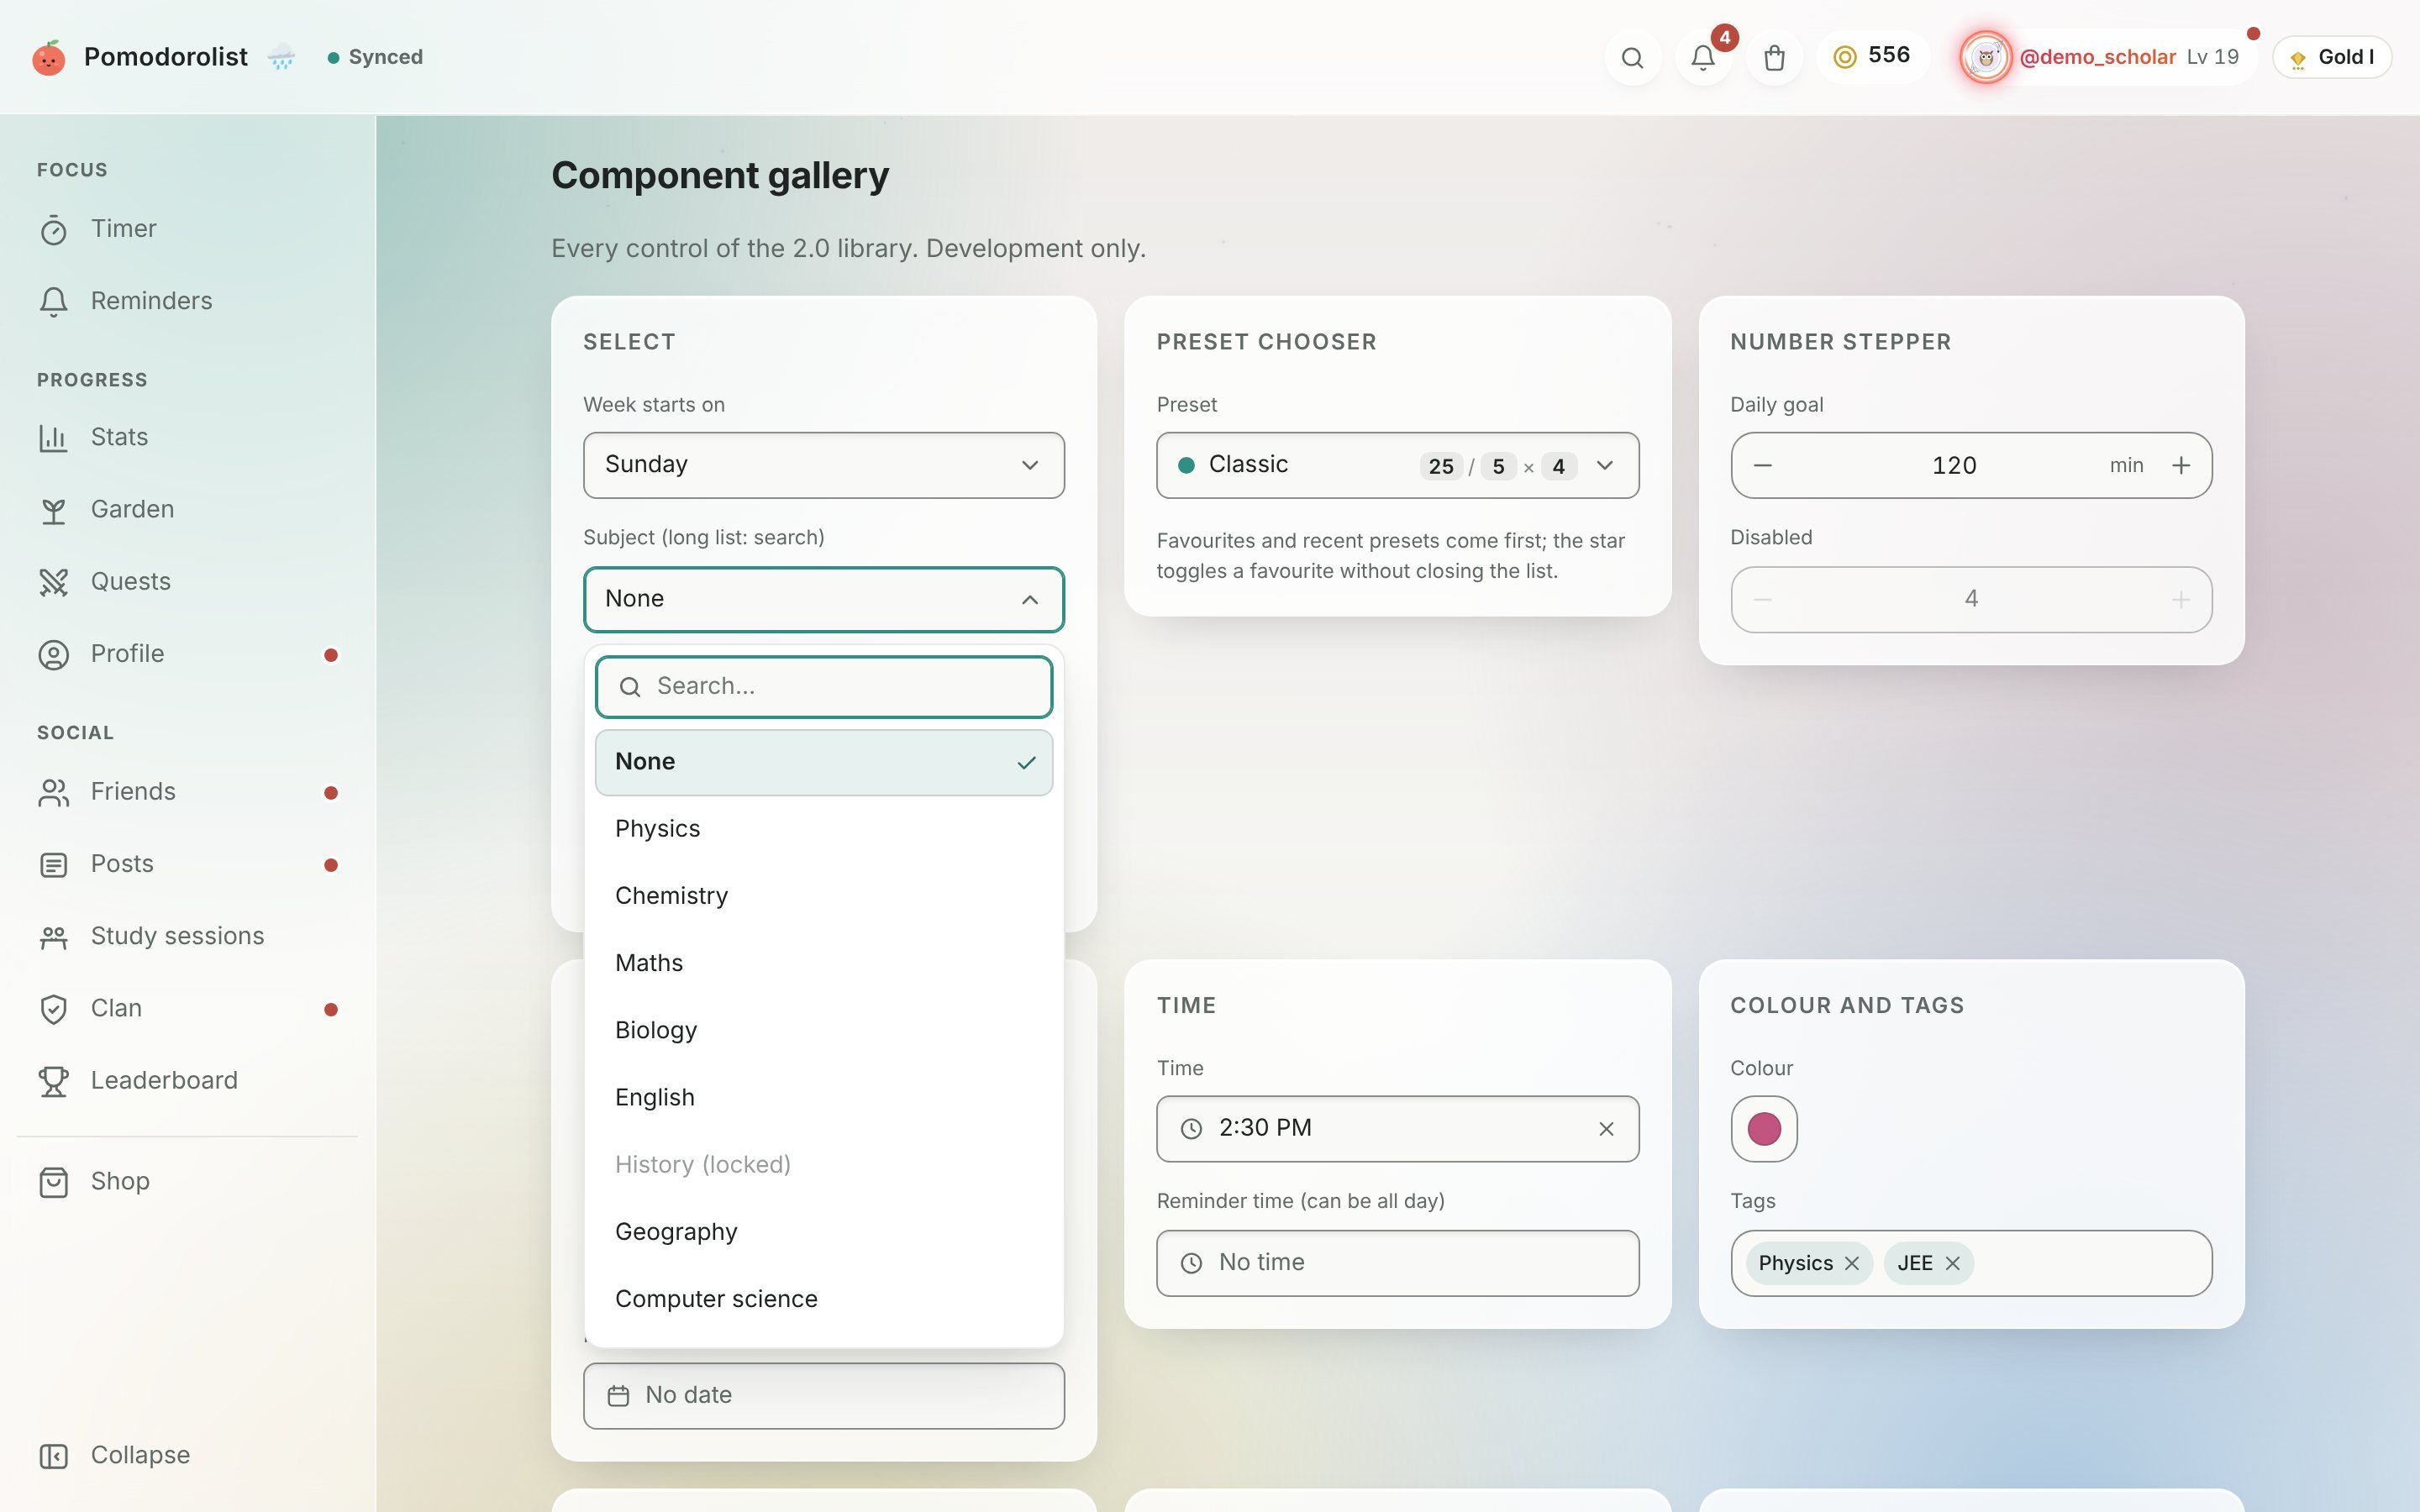 Pomodorolist
Synced
4
556
@demo_scholar Lv 19
Gold I
FOCUS
Timer
Reminders
PROGRESS
Stats
Garden
Quests
Profile
SOCIAL
Friends
Posts
Study sessions
Clan
Leaderboard
Shop
Collapse
Component gallery
Every control of the 2.0 library. Development only.
SELECT
Week starts on
Sunday
Subject (long list: search)
None
Search...
None
Physics
Chemistry
Maths
Biology
English
History (locked)
Geography
Computer science
No date
PRESET CHOOSER
Preset
Classic 25 / 5 × 4
Favourites and recent presets come first; the star
toggles a favourite without closing the list.
NUMBER STEPPER
Daily goal
120 min
Disabled
4
TIME
Time
2:30 PM
Reminder time (can be all day)
No time
COLOUR AND TAGS
Colour
Tags
Physics JEE